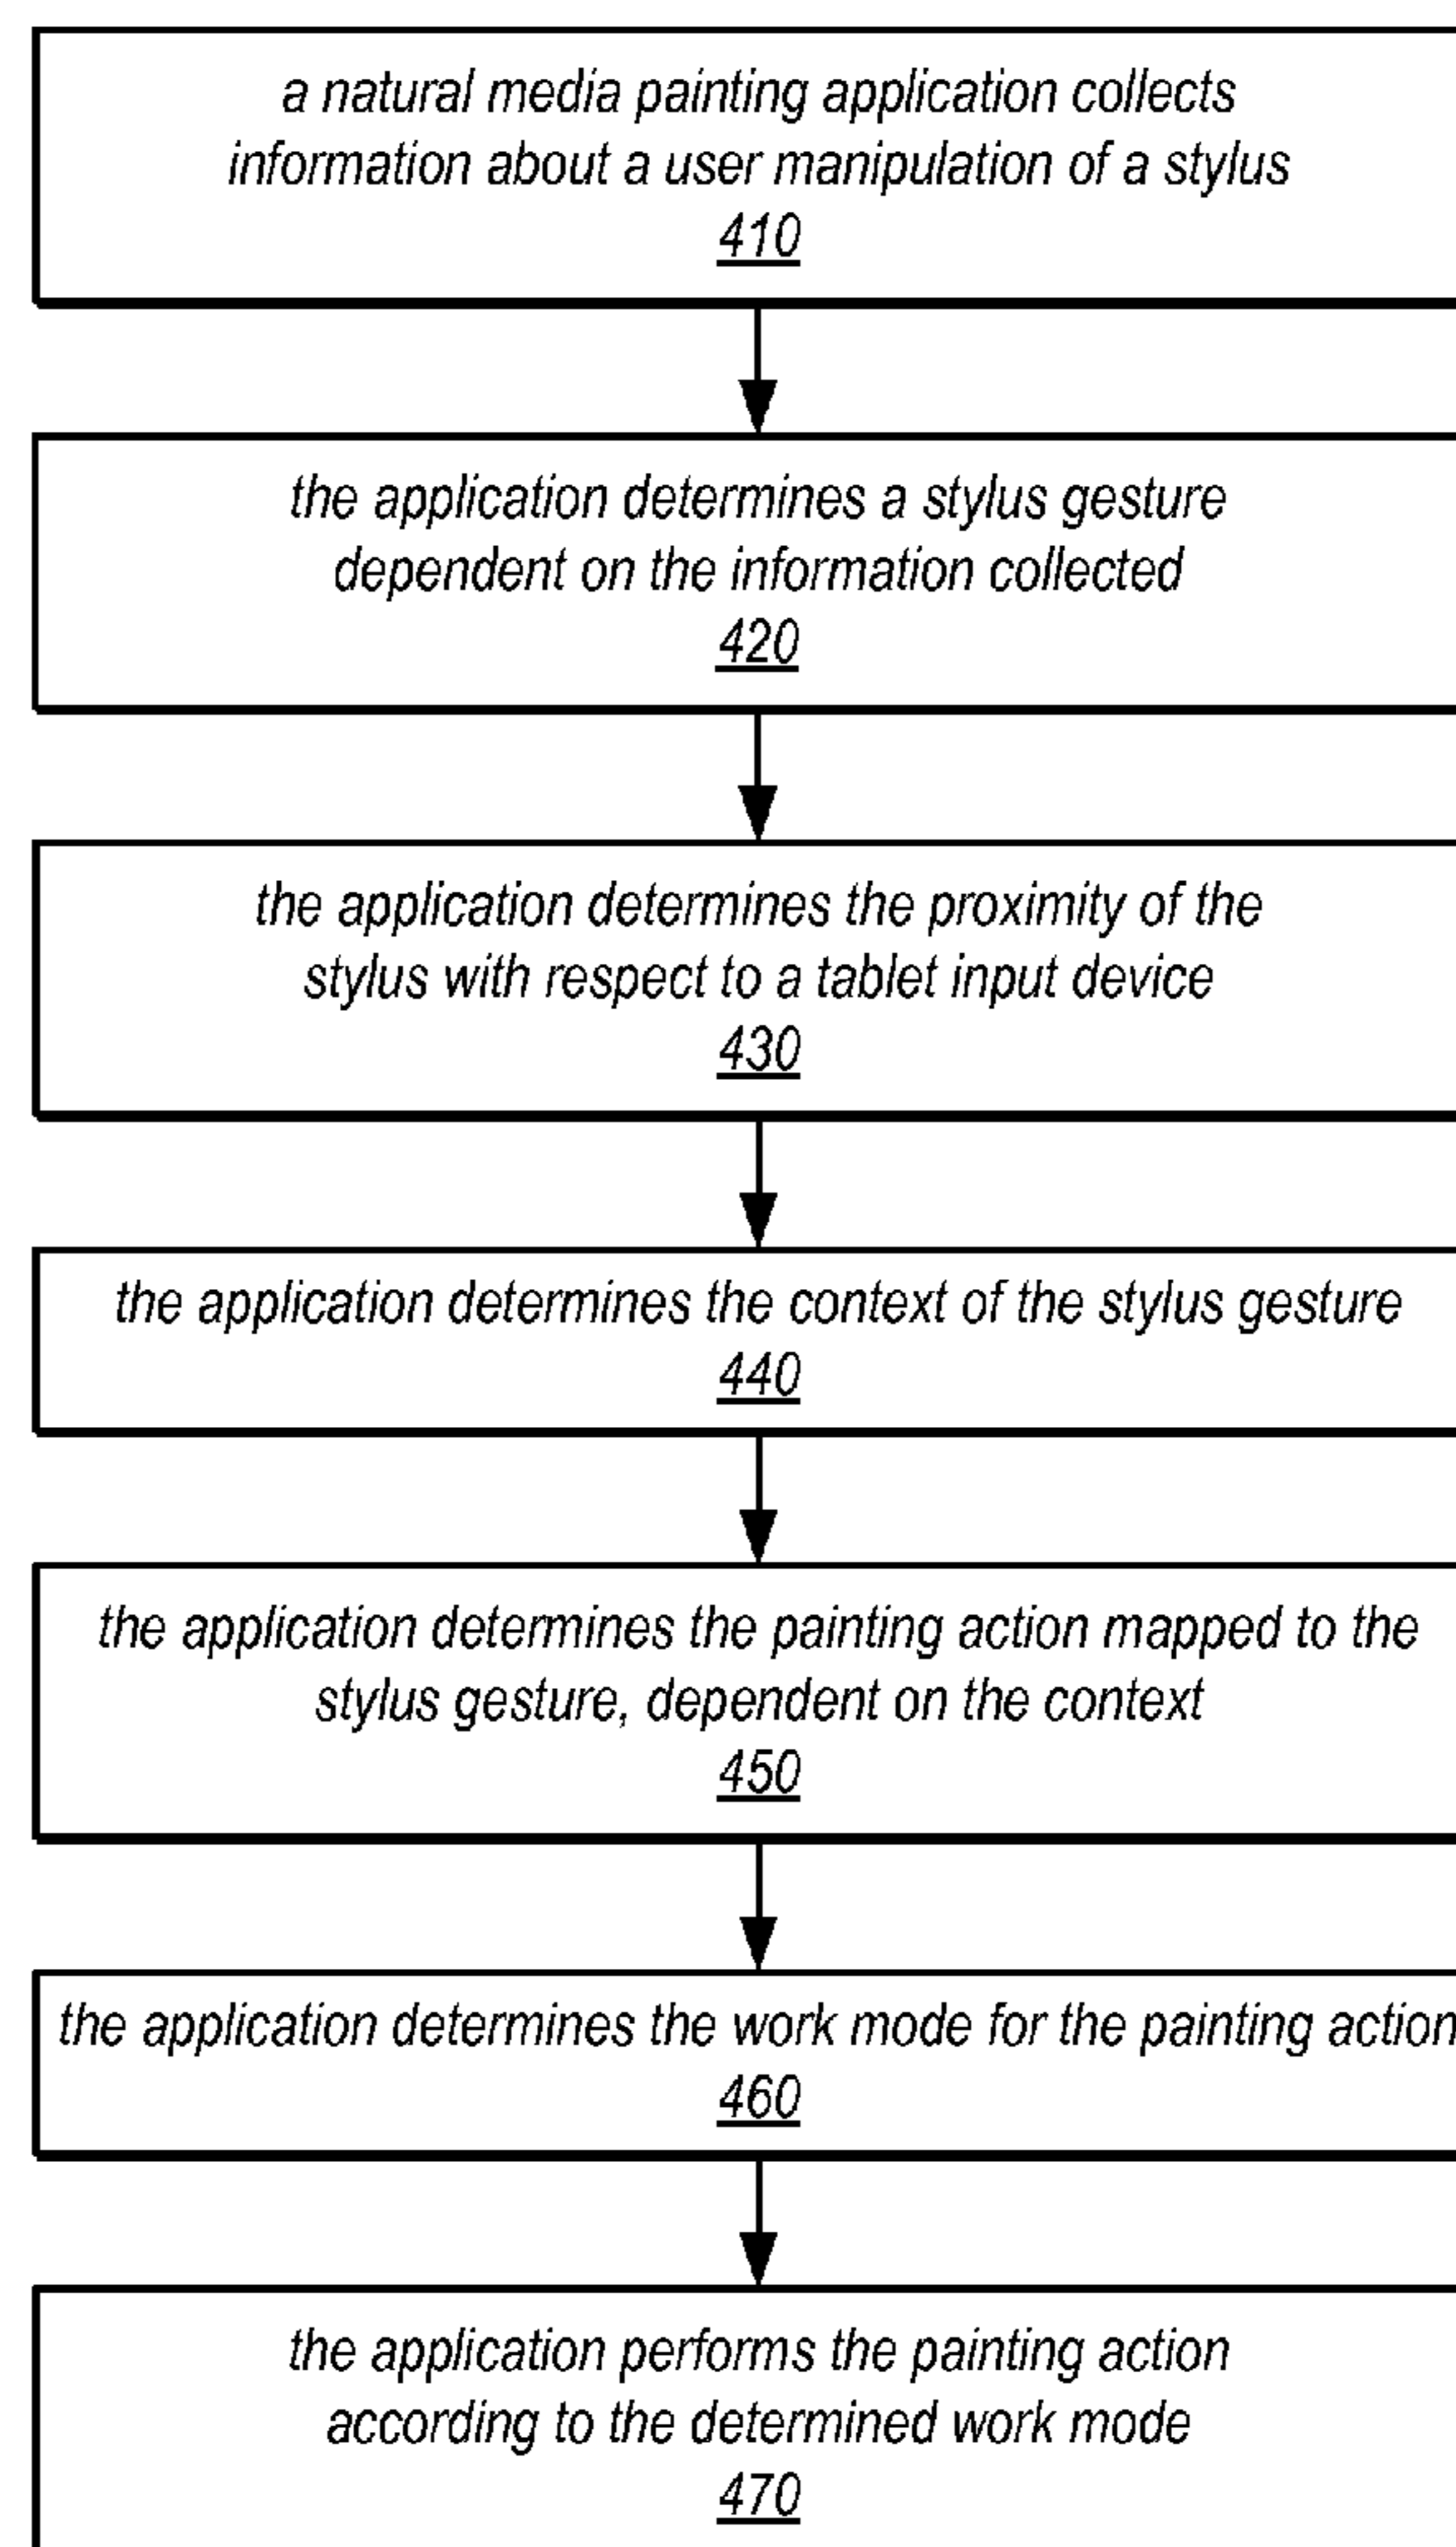 a natural media painting application collects
information about a user manipulation of a stylus
410
the application determines a stylus gesture
dependent on the information collected
420
the application determines the proximity of the
stylus with respect to a tablet input device
430
the application determines the context of the stylus gesture
440
the application determines the painting action mapped to the
stylus gesture, dependent on the context
450
the application determines the work mode for the painting action
460
the application performs the painting action
according to the determined work mode
470